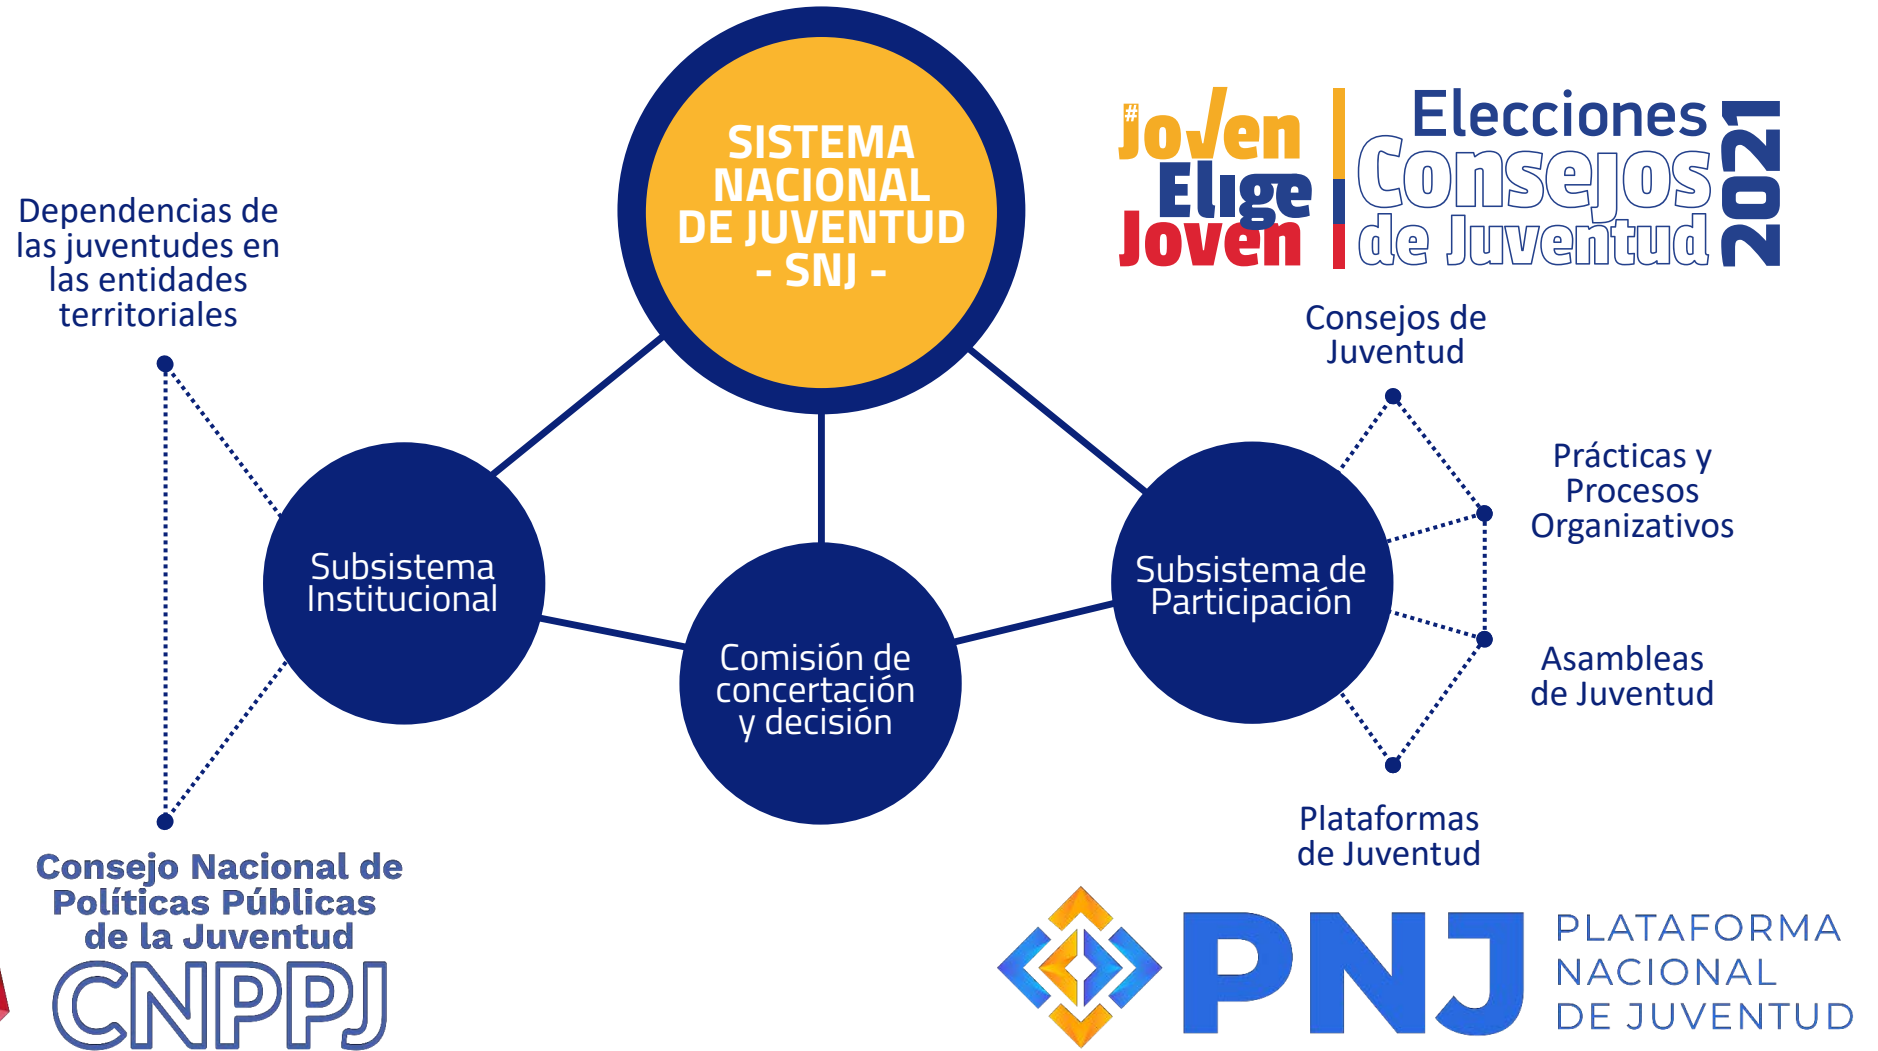 SISTEMA
NACIONAL
DE JUVENTUD
- SNJ -
#Joven
Elige
Joven
Elecciones
Consejos
de Juventud
2021
Dependencias de
las juventudes en
las entidades
territoriales
Consejos de
Juventud
Prácticas y
Procesos
Organizativos
Subsistema
Institucional
Subsistema de
Participación
Comisión de
concertación
y decisión
Asambleas
de Juventud
Plataformas
de Juventud
Consejo Nacional de
Políticas Públicas
de la Juventud
CNPPJ
PNJ
PLATAFORMA
NACIONAL
DE JUVENTUD